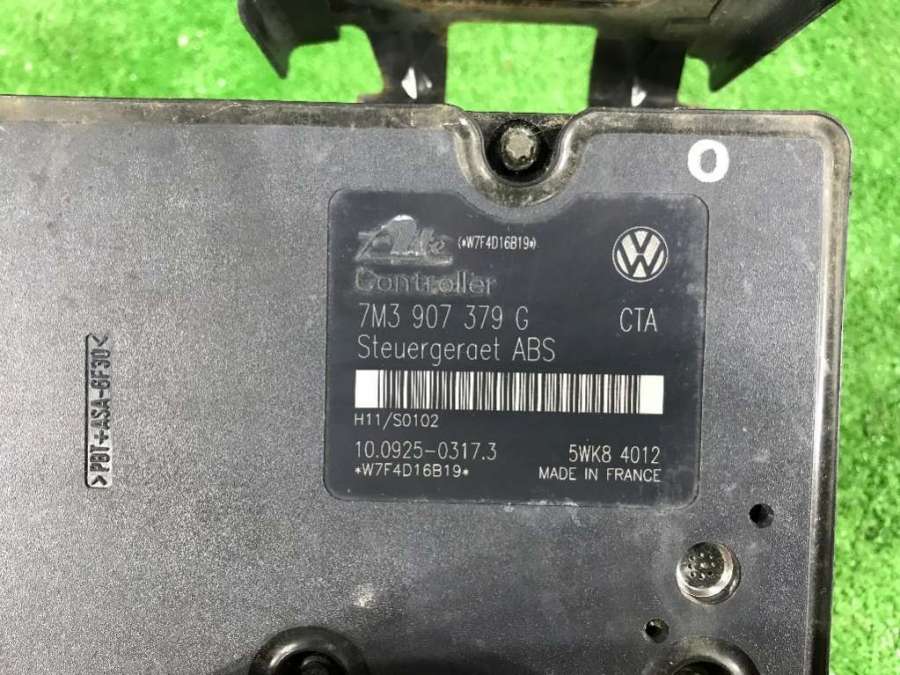 O
Ate (*W7F4D16B19*)
Controller
7M3 907 379 G CTA
Steuergeraet ABS
H11/S0102
10.0925-0317.3 5WK8 4012
*W7F4D16B19* MADE IN FRANCE
>PBT+ASA-GF30<